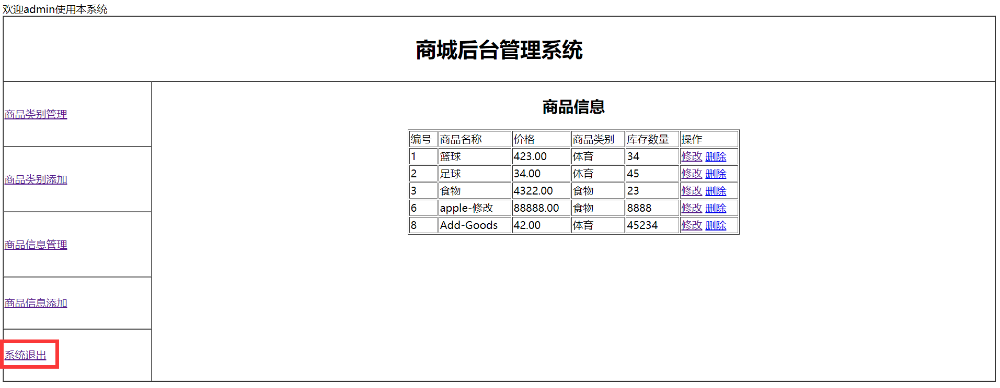 欢迎admin使用本系统
商城后台管理系统
商品类别管理
商品类别添加
商品信息管理
商品信息添加
系统退出
商品信息
编号 商品名称 价格 商品类别 库存数量 操作
1 篮球 423.00 体育 34 修改 删除
2 足球 34.00 体育 45 修改 删除
3 食物 4322.00 食物 23 修改 删除
6 apple-修改 88888.00 食物 8888 修改 删除
8 Add-Goods 42.00 体育 45234 修改 删除